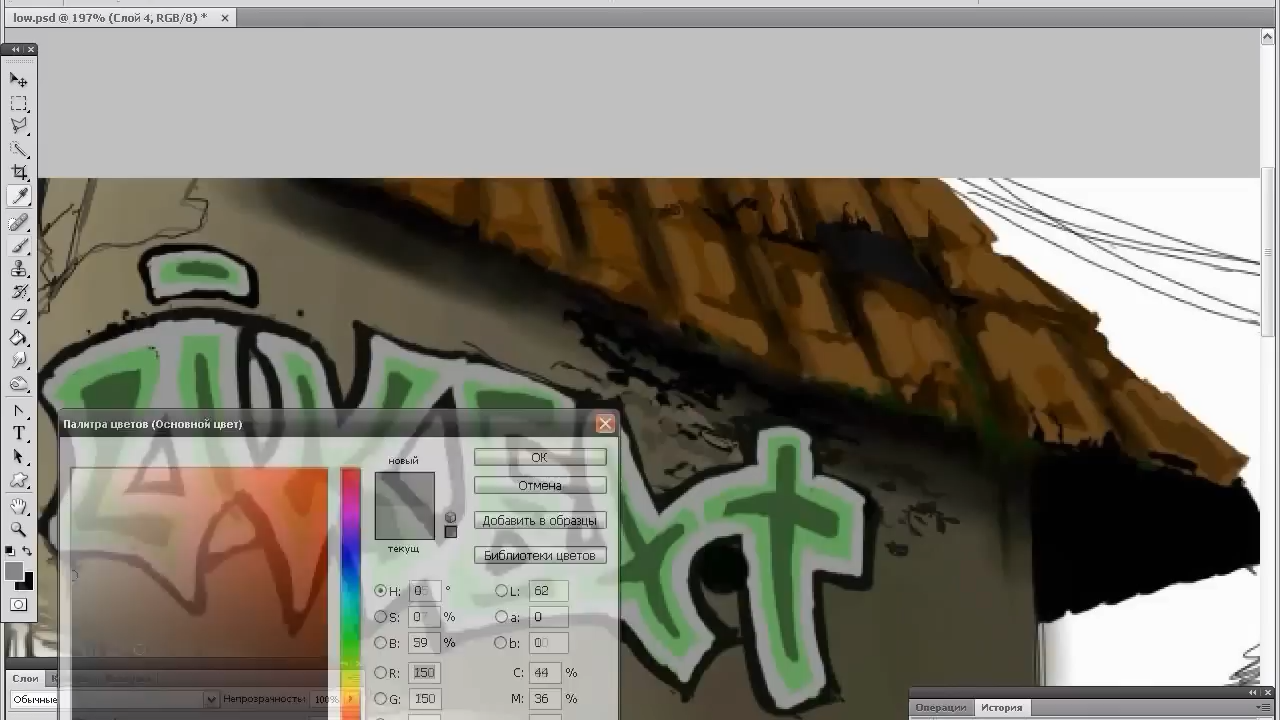 low.psd @ 197% (Слой 4, RGB/8) *
Палитра цветов (Основной цвет)
новый
текущ
ОК
Отмена
Добавить в образцы
Библиотеки цветов
H: °
S: %
B: 59 %
R: 150
G: 150
L: 62
a: 0
b:
C: 44 %
M: 36 %
Слои
Обычные
Непрозрачность: 100%
Операции
История